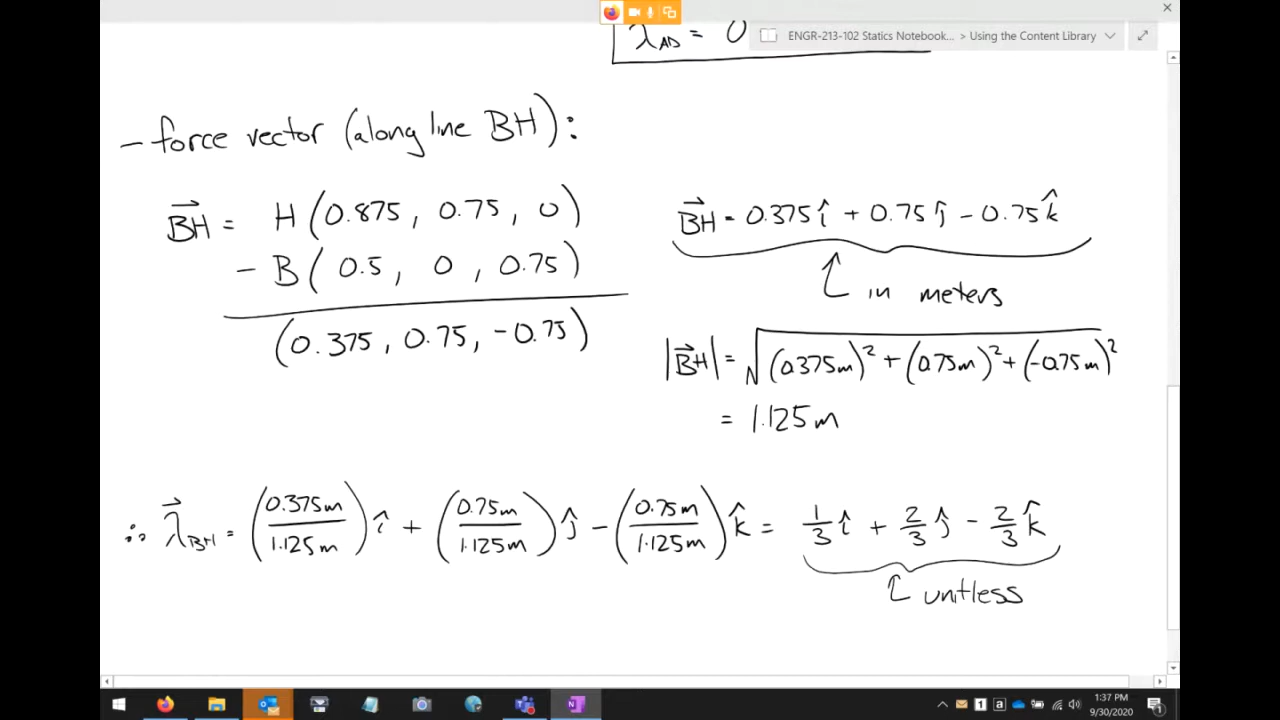 λ_AD = 0
ENGR-213-102 Statics Notebook... > Using the Content Library
– force vector (along line BH):
BH⃗ = H (0.875, 0.75, 0)
– B (0.5, 0, 0.75)
(0.375, 0.75, -0.75)
BH⃗ = 0.375î + 0.75ĵ – 0.75k̂
in meters
|BH⃗| = √((0.375m)² + (0.75m)² + (-0.75m)²
= 1.125m
∴ λ⃗_BH = (0.375m/1.125m) î + (0.75m/1.125m) ĵ – (0.75m/1.125m) k̂ = 1/3 î + 2/3 ĵ – 2/3 k̂
unitless
1:37 PM
9/30/2020